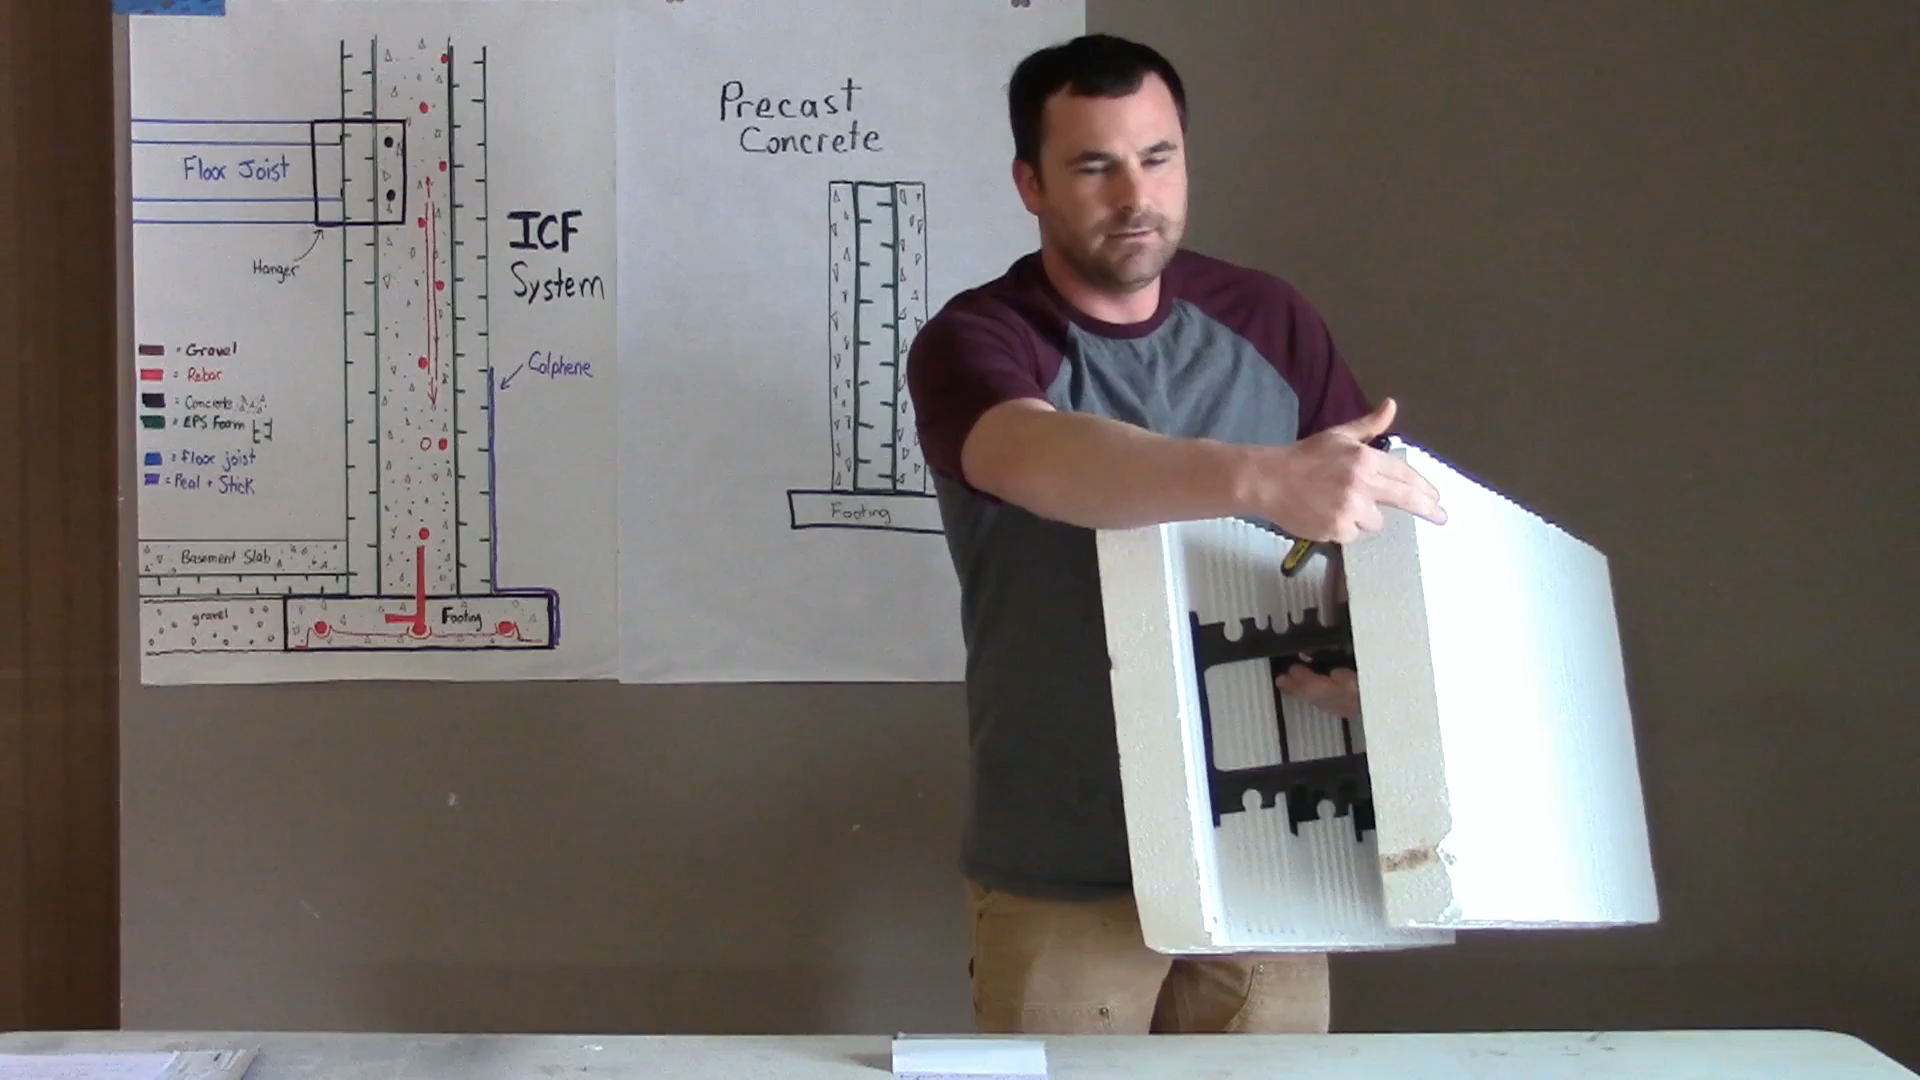 Floor Joist
Hanger
ICF
System
Colphene
= Gravel
= Rebar
= Concrete
= EPS Foam
= floor joist
= Peal + Stick
Basement Slab
gravel
Footing
Precast
Concrete
Footing